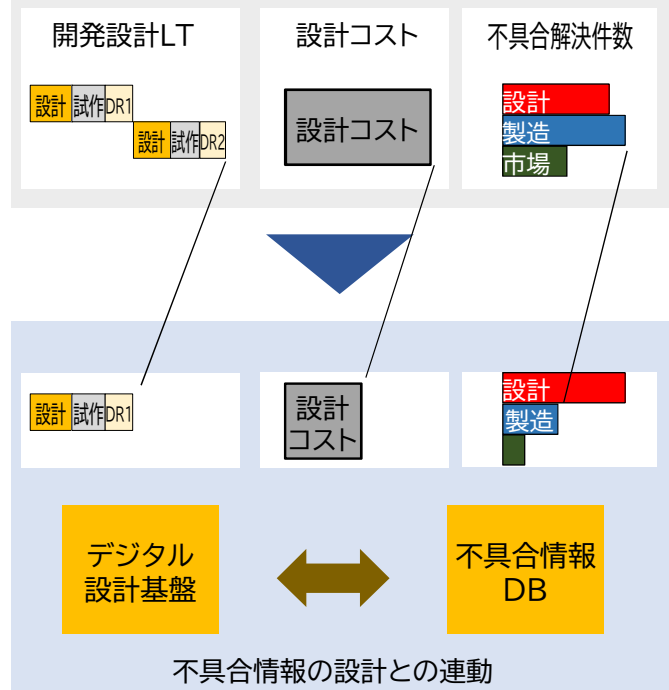 開発設計LT
設計コスト
不具合解決件数
設計
試作
DR1
設計
試作
DR2
設計コスト
設計
製造
市場
設計
試作
DR1
設計
コスト
設計
製造
デジタル
設計基盤
不具合情報
DB
不具合情報の設計との連動